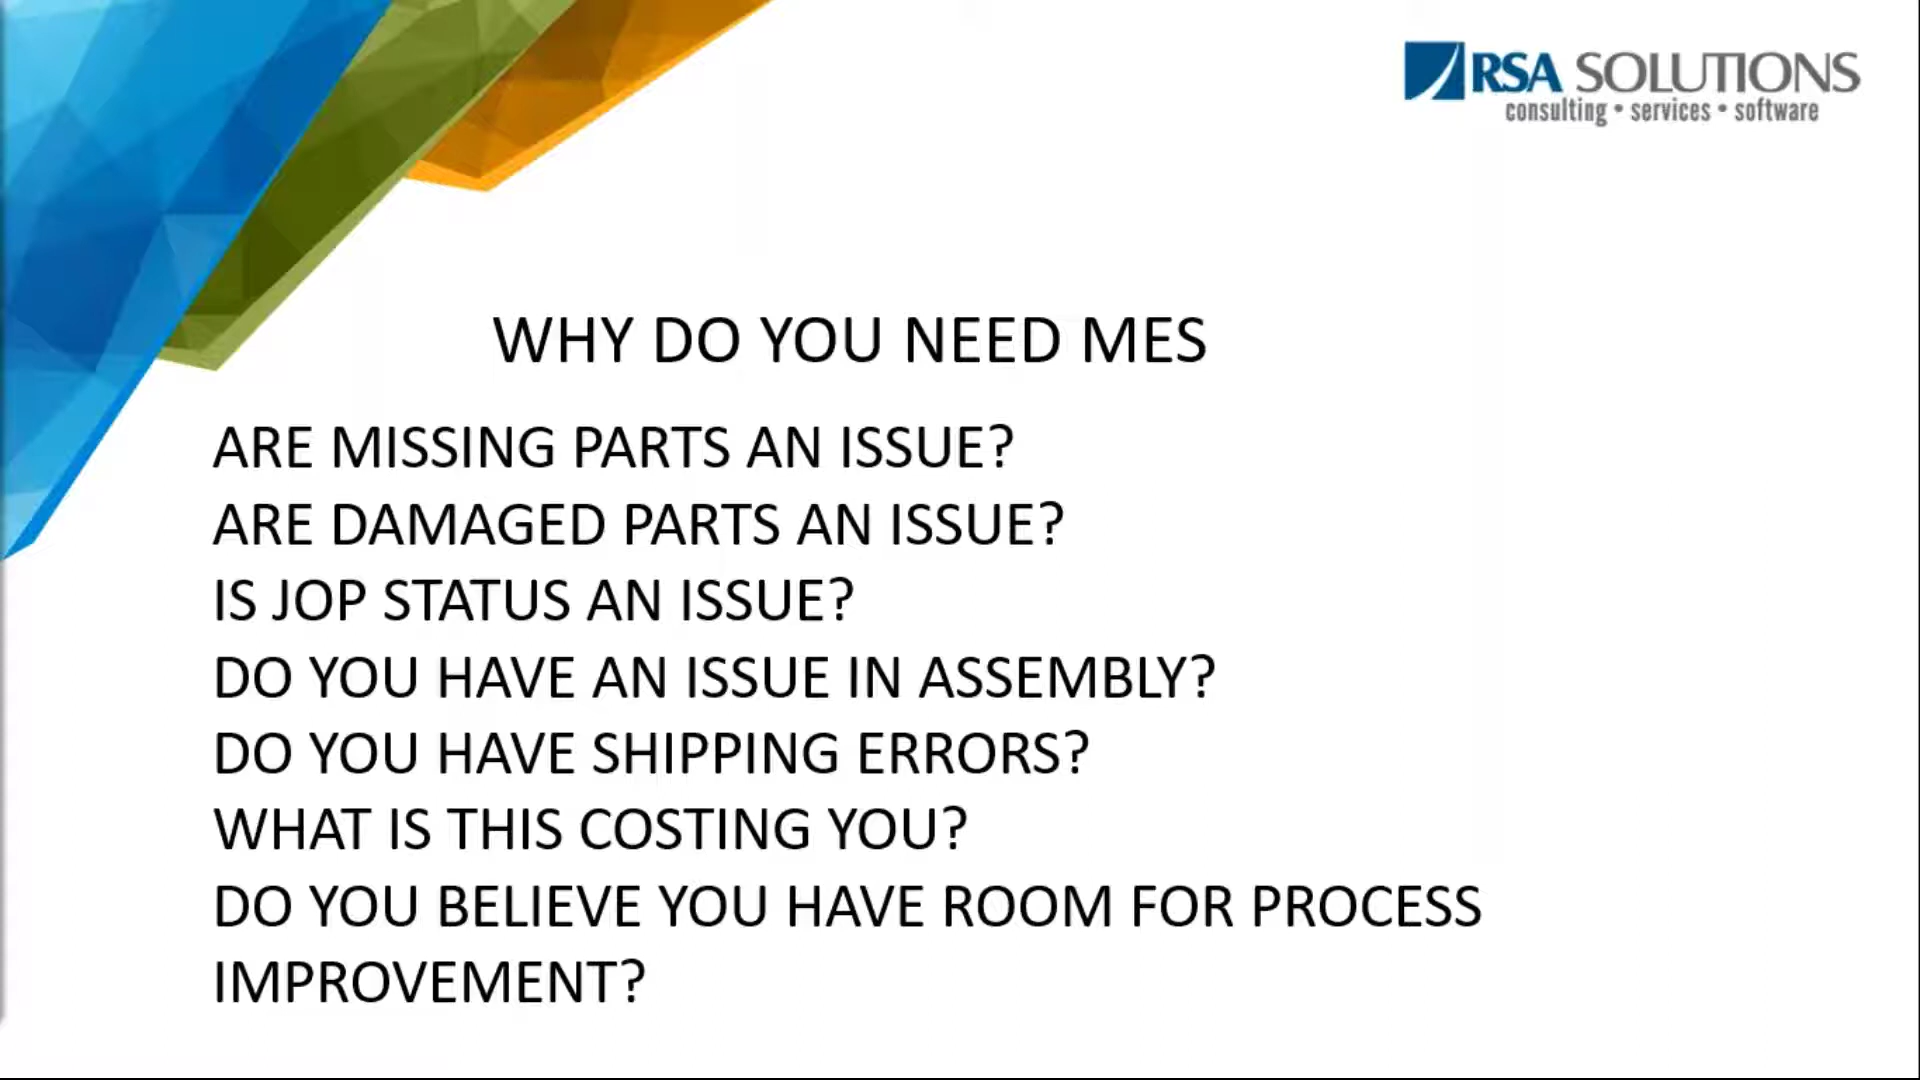 RSA SOLUTIONS
consulting • services • software
WHY DO YOU NEED MES
ARE MISSING PARTS AN ISSUE?
ARE DAMAGED PARTS AN ISSUE?
IS JOP STATUS AN ISSUE?
DO YOU HAVE AN ISSUE IN ASSEMBLY?
DO YOU HAVE SHIPPING ERRORS?
WHAT IS THIS COSTING YOU?
DO YOU BELIEVE YOU HAVE ROOM FOR PROCESS
IMPROVEMENT?